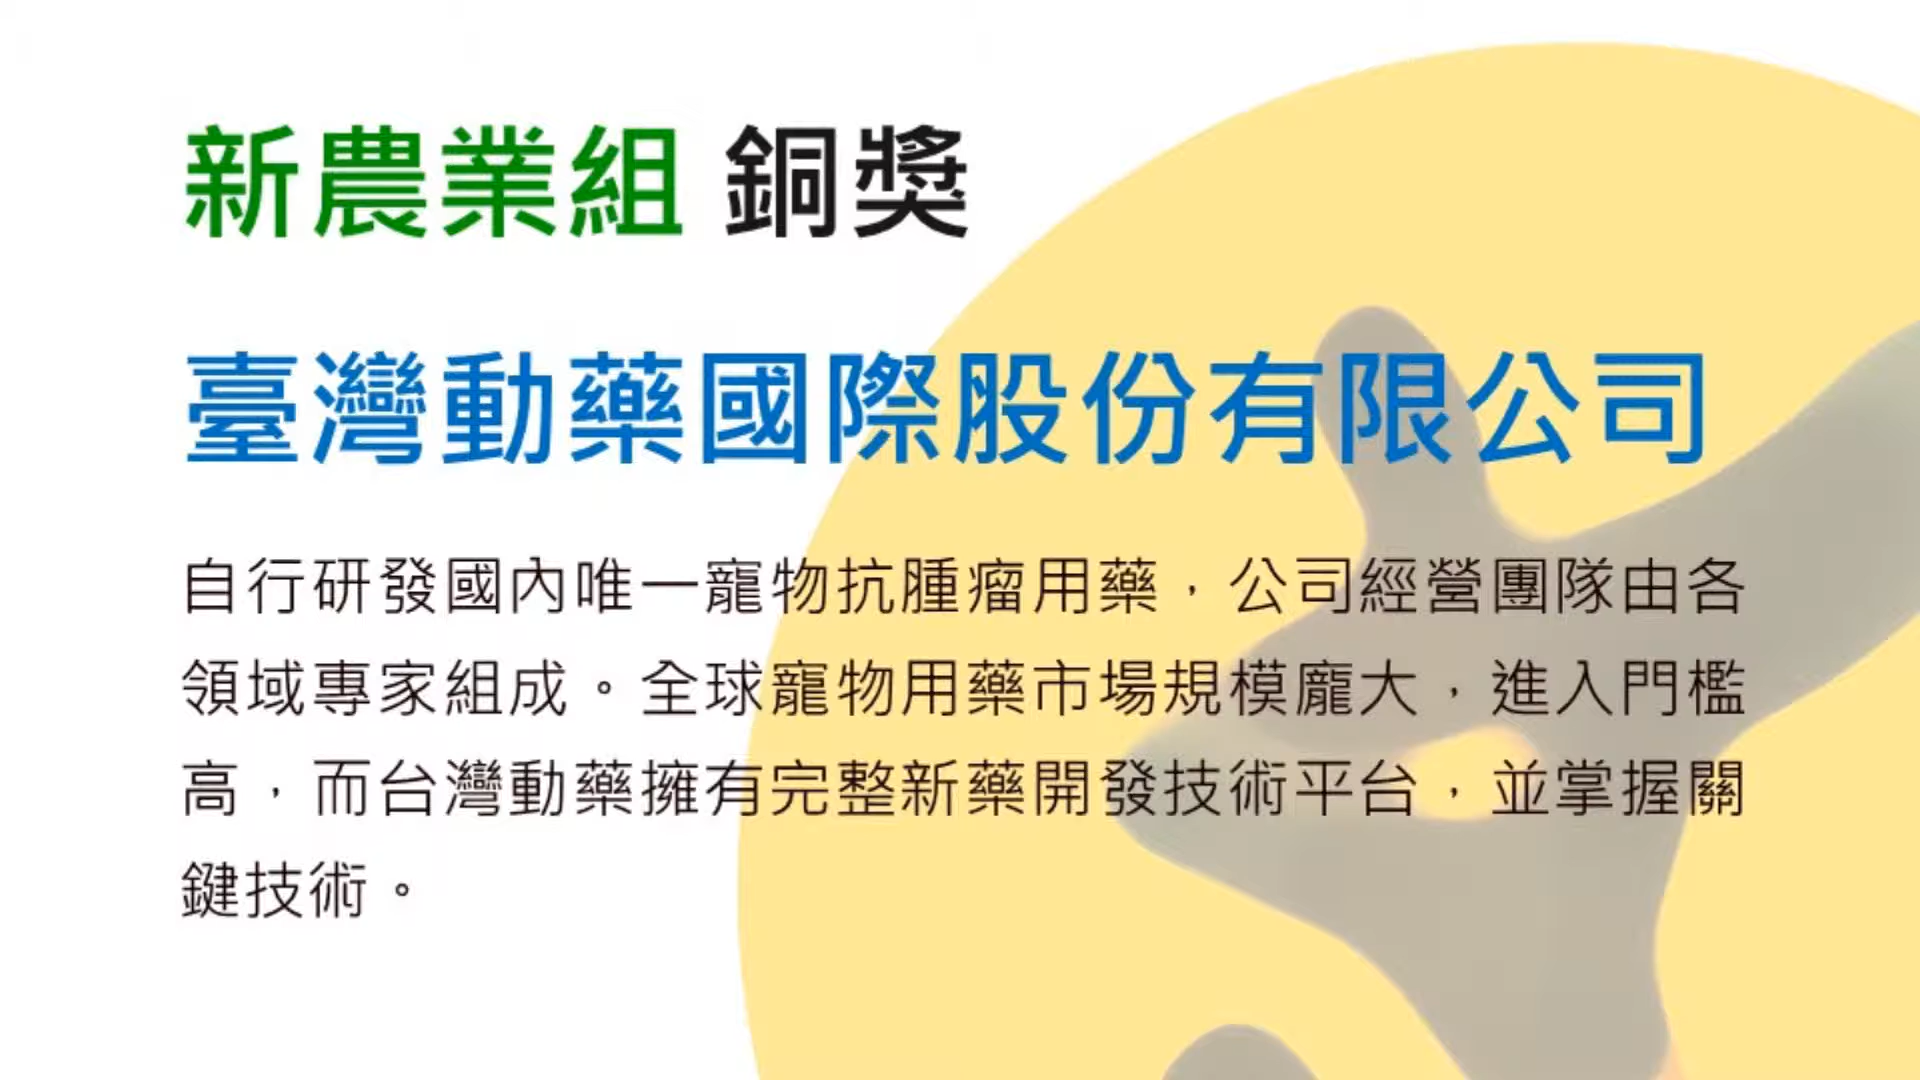 新農業組 銅獎
臺灣動藥國際股份有限公司
自行研發國內唯一寵物抗腫瘤用藥，公司經營團隊由各
領域專家組成。全球寵物用藥市場規模龐大，進入門檻
高，而台灣動藥擁有完整新藥開發技術平台，並掌握關
鍵技術。